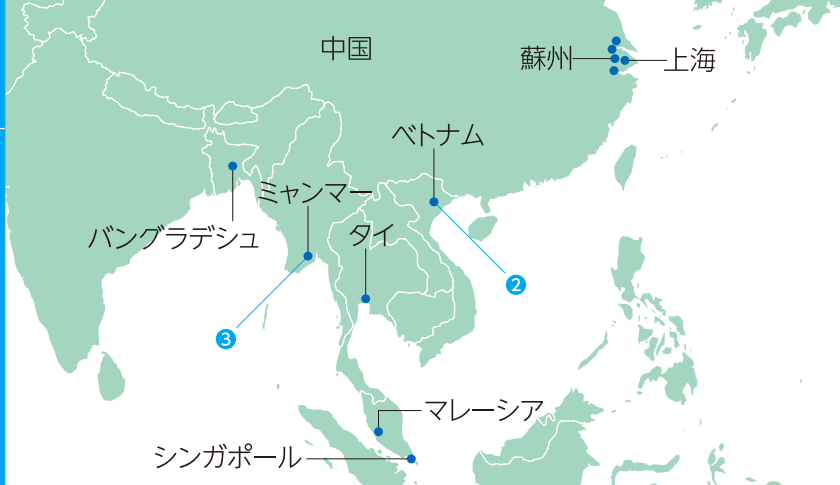 中国
蘇州
上海
ベトナム
ミャンマー
バングラデシュ
タイ
2
3
マレーシア
シンガポール